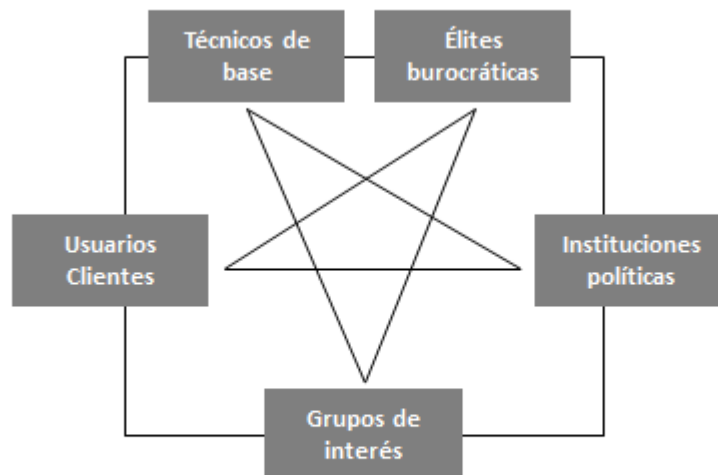 Técnicos de
base
Élites
burocráticas
Usuarios
Clientes
Instituciones
políticas
Grupos de
interés